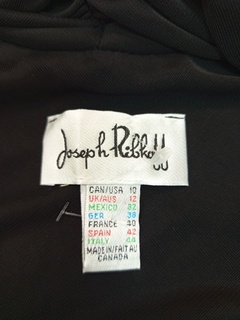 Joseph Ribkoff
CAN/USA 10
UK/AUS 12
MEXICO 32
GER 38
FRANCE 40
SPAIN 42
ITALY 44
MADE IN/FAIT AU
CANADA